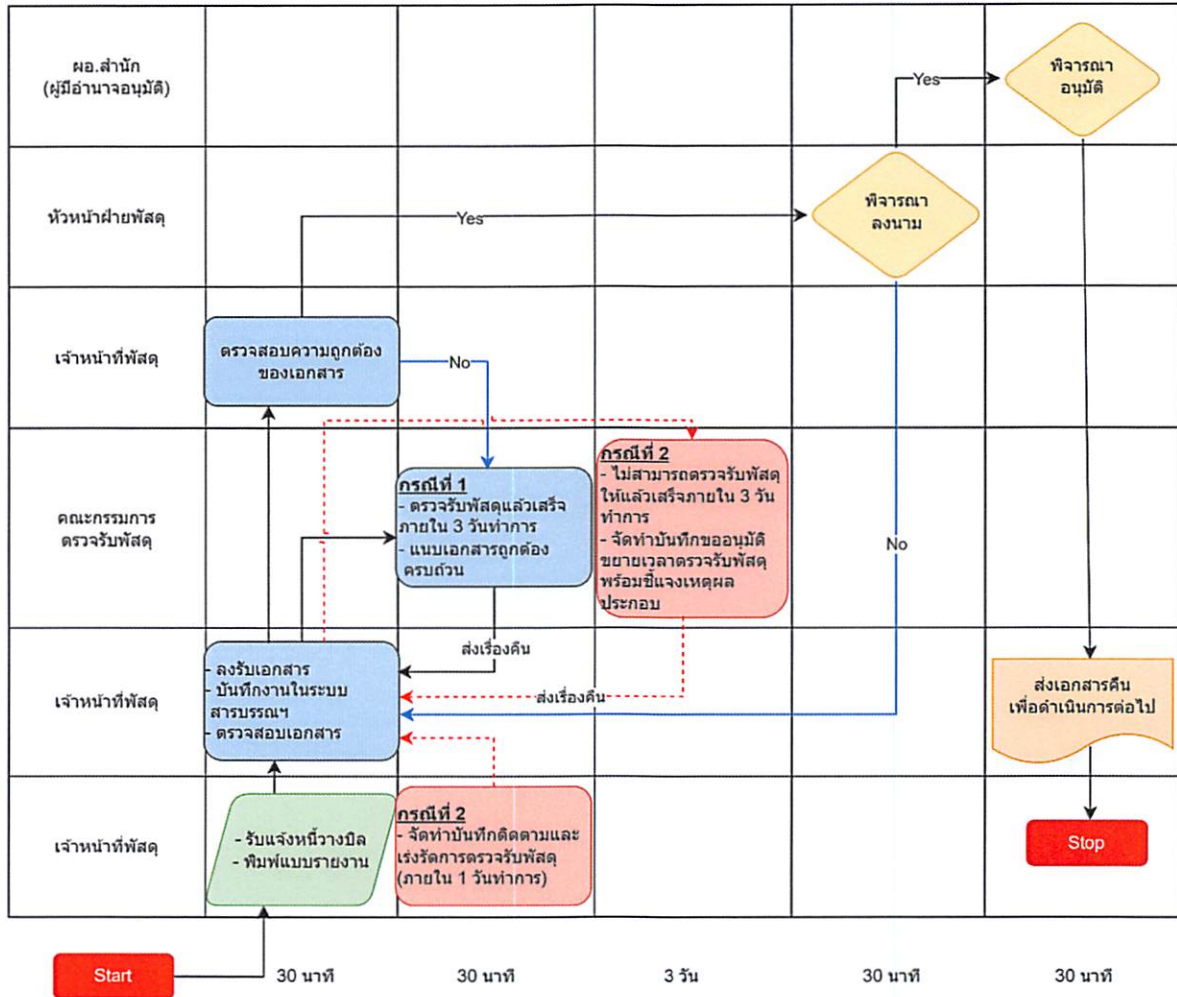 ผอ.สำนัก
(ผู้มีอำนาจอนุมัติ)
พิจารณา
อนุมัติ
Yes
หัวหน้าฝ่ายพัสดุ
Yes
พิจารณา
ลงนาม
เจ้าหน้าที่พัสดุ
ตรวจสอบความถูกต้อง
ของเอกสาร
No
คณะกรรมการ
ตรวจรับพัสดุ
กรณีที่ 1
- ตรวจรับพัสดุแล้วเสร็จ
ภายใน 3 วันทำการ
- แนบเอกสารถูกต้อง
ครบถ้วน
กรณีที่ 2
- ไม่สามารถตรวจรับพัสดุ
ให้แล้วเสร็จภายใน 3 วัน
ทำการ
- จัดทำบันทึกขออนุมัติ
ขยายเวลาตรวจรับพัสดุ
พร้อมชี้แจงเหตุผล
ประกอบ
No
เจ้าหน้าที่พัสดุ
- ลงรับเอกสาร
- บันทึกงานในระบบ
สารบรรณฯ
- ตรวจสอบเอกสาร
ส่งเรื่องคืน
ส่งเรื่องคืน
ส่งเอกสารคืน
เพื่อดำเนินการต่อไป
เจ้าหน้าที่พัสดุ
- รับแจ้งหนี้วางบิล
- พิมพ์แบบรายงาน
กรณีที่ 2
- จัดทำบันทึกติดตามและ
เร่งรัดการตรวจรับพัสดุ
(ภายใน 1 วันทำการ)
Stop
Start
30 นาที
30 นาที
3 วัน
30 นาที
30 นาที